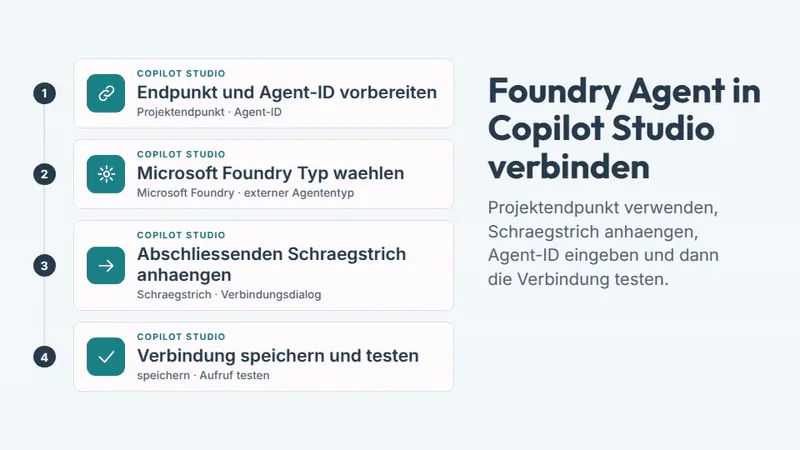 1
COPILOT STUDIO
Endpunkt und Agent-ID vorbereiten
Projektendpunkt · Agent-ID
2
COPILOT STUDIO
Microsoft Foundry Typ waehlen
Microsoft Foundry · externer Agententyp
3
COPILOT STUDIO
Abschliessenden Schraegstrich
anhaengen
Schraegstrich · Verbindungsdialog
4
COPILOT STUDIO
Verbindung speichern und testen
speichern · Aufruf testen
Foundry Agent in
Copilot Studio
verbinden
Projektendpunkt verwenden,
Schraegstrich anhaengen,
Agent-ID eingeben und dann
die Verbindung testen.